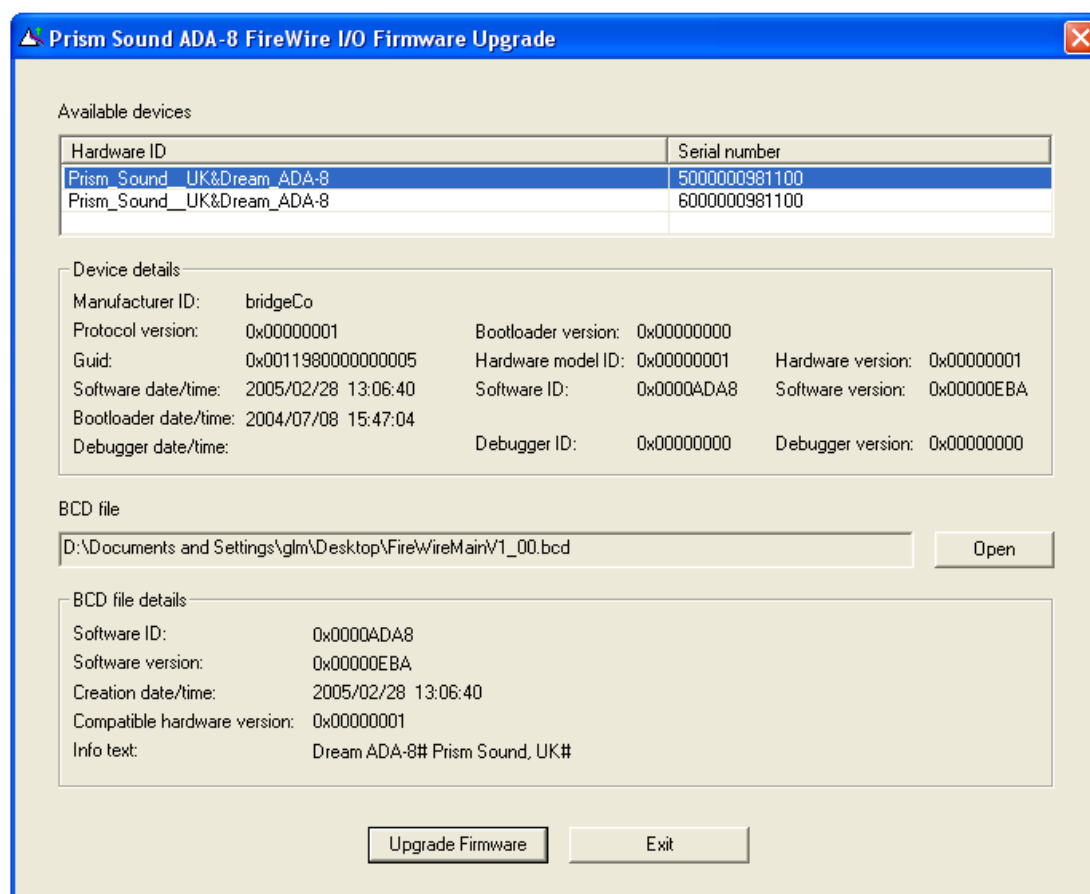 Prism Sound ADA-8 FireWire I/O Firmware Upgrade
Available devices
Hardware ID Serial number
Prism_Sound__UK&Dream_ADA-8 5000000981100
Prism_Sound__UK&Dream_ADA-8 6000000981100
Device details
Manufacturer ID: bridgeCo
Protocol version: 0x00000001 Bootloader version: 0x00000000
Guid: 0x0011980000000005 Hardware model ID: 0x00000001 Hardware version: 0x00000001
Software date/time: 2005/02/28 13:06:40 Software ID: 0x0000ADA8 Software version: 0x00000EBA
Bootloader date/time: 2004/07/08 15:47:04
Debugger date/time: Debugger ID: 0x00000000 Debugger version: 0x00000000
BCD file
D:\Documents and Settings\glm\Desktop\FireWireMainV1_00.bcd Open
BCD file details
Software ID: 0x0000ADA8
Software version: 0x00000EBA
Creation date/time: 2005/02/28 13:06:40
Compatible hardware version: 0x00000001
Info text: Dream ADA-8# Prism Sound, UK#
Upgrade Firmware Exit